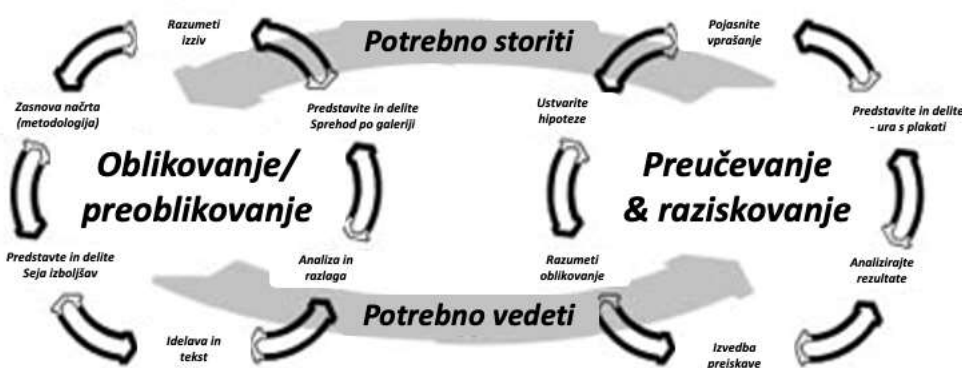 Potrebno storiti
Razumeti
izziv
Predstavite in delite
Sprehod po galeriji
Analiza in
razlaga
Idelava in
tekst
Predstavte in delite
Seja izboljšav
Zasnova načrta
(metodologija)
Oblikovanje/
preoblikovanje
Pojasnite
vprašanje
Predstavite in delite
- ura s plakati
Analizirajte
rezultate
Izvedba
preiskave
Razumeti
oblikovanje
Ustvarite
hipoteze
Preučevanje
& raziskovanje
Potrebno vedeti